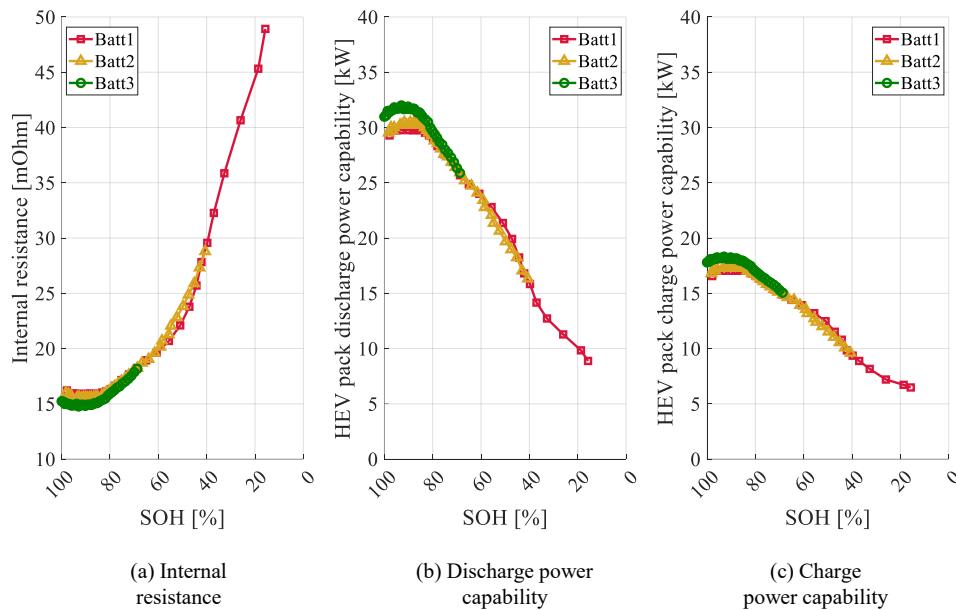 Internal resistance [mOhm]
50
45
40
35
30
25
20
15
10
100
80
60
40
20
0
SOH [%]
Batt1
Batt2
Batt3
(a) Internal
resistance
HEV pack discharge power capability [kW]
40
35
30
25
20
15
10
5
0
100
80
60
40
20
0
SOH [%]
Batt1
Batt2
Batt3
(b) Discharge power
capability
HEV pack charge power capability [kW]
40
35
30
25
20
15
10
5
0
100
80
60
40
20
0
SOH [%]
Batt1
Batt2
Batt3
(c) Charge
power capability